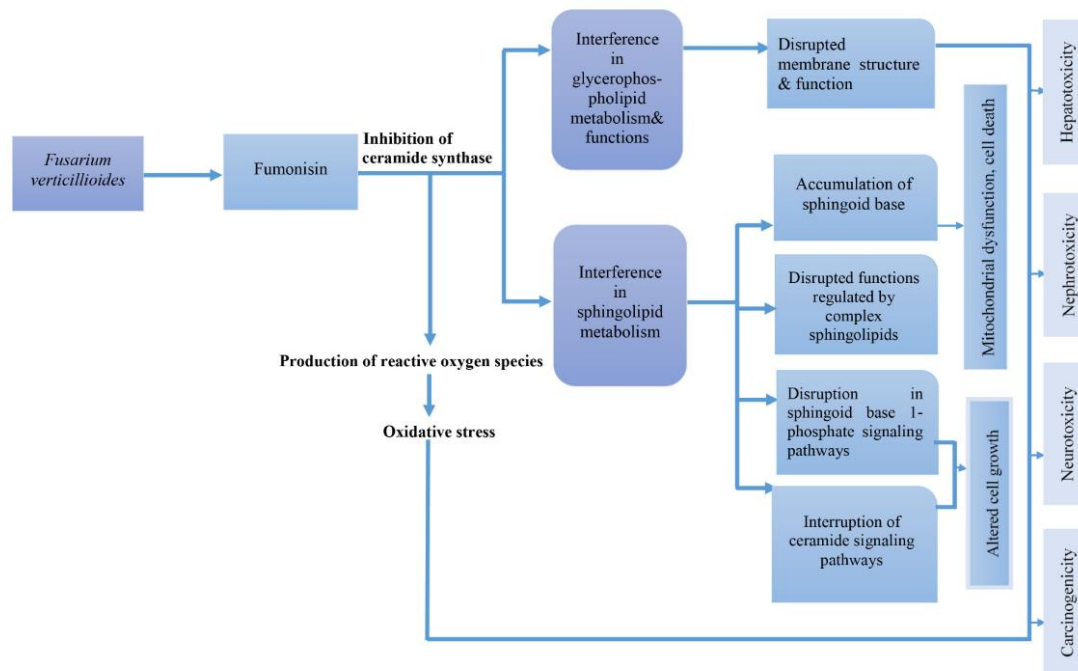 Fusarium
verticillioides
Fumonisin
Inhibition of
ceramide synthase
Interference
in
glycerophos-
pholipid
metabolism&
functions
Disrupted
membrane structure
& function
Interference
in
sphingolipid
metabolism
Accumulation of
sphingoid base
Disrupted functions
regulated by
complex
sphingolipids
Disruption in
sphingoid base 1-
phosphate signaling
pathways
Interruption of
ceramide signaling
pathways
Production of reactive oxygen species
Oxidative stress
Mitochondrial dysfunction, cell death
Altered cell growth
Hepatotoxicity
Nephrotoxicity
Neurotoxicity
Carcinogenicity